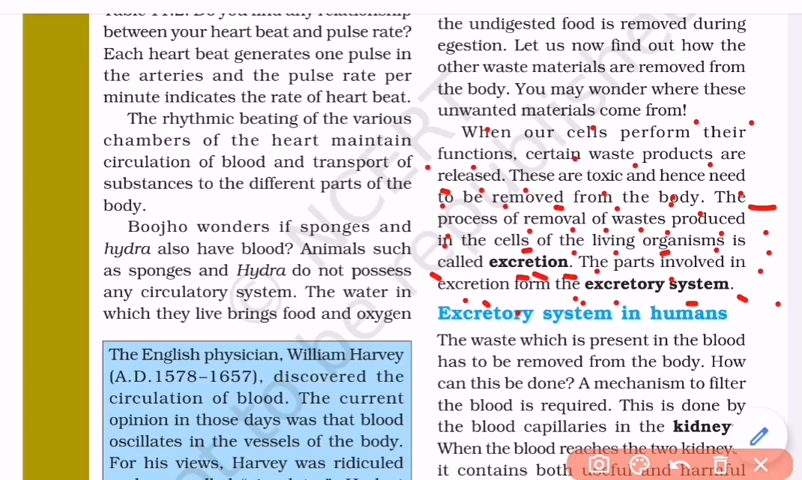 between your heart beat and pulse rate?
Each heart beat generates one pulse in
the arteries and the pulse rate per
minute indicates the rate of heart beat.
The rhythmic beating of the various
chambers of the heart maintain
circulation of blood and transport of
substances to the different parts of the
body.
Boojho wonders if sponges and
hydra also have blood? Animals such
as sponges and Hydra do not possess
any circulatory system. The water in
which they live brings food and oxygen
The English physician, William Harvey
(A.D.1578–1657), discovered the
circulation of blood. The current
opinion in those days was that blood
oscillates in the vessels of the body.
For his views, Harvey was ridiculed
the undigested food is removed during
egestion. Let us now find out how the
other waste materials are removed from
the body. You may wonder where these
unwanted materials come from!
When our cells perform their
functions, certain waste products are
released. These are toxic and hence need
to be removed from the body. The
process of removal of wastes produced
in the cells of the living organisms is
called excretion. The parts involved in
excretion form the excretory system.
Excretory system in humans
The waste which is present in the blood
has to be removed from the body. How
can this be done? A mechanism to filter
the blood is required. This is done by
the blood capillaries in the kidney
When the blood reaches the two kidney
it contains both useful and harmful
© NCERT
not to be republished